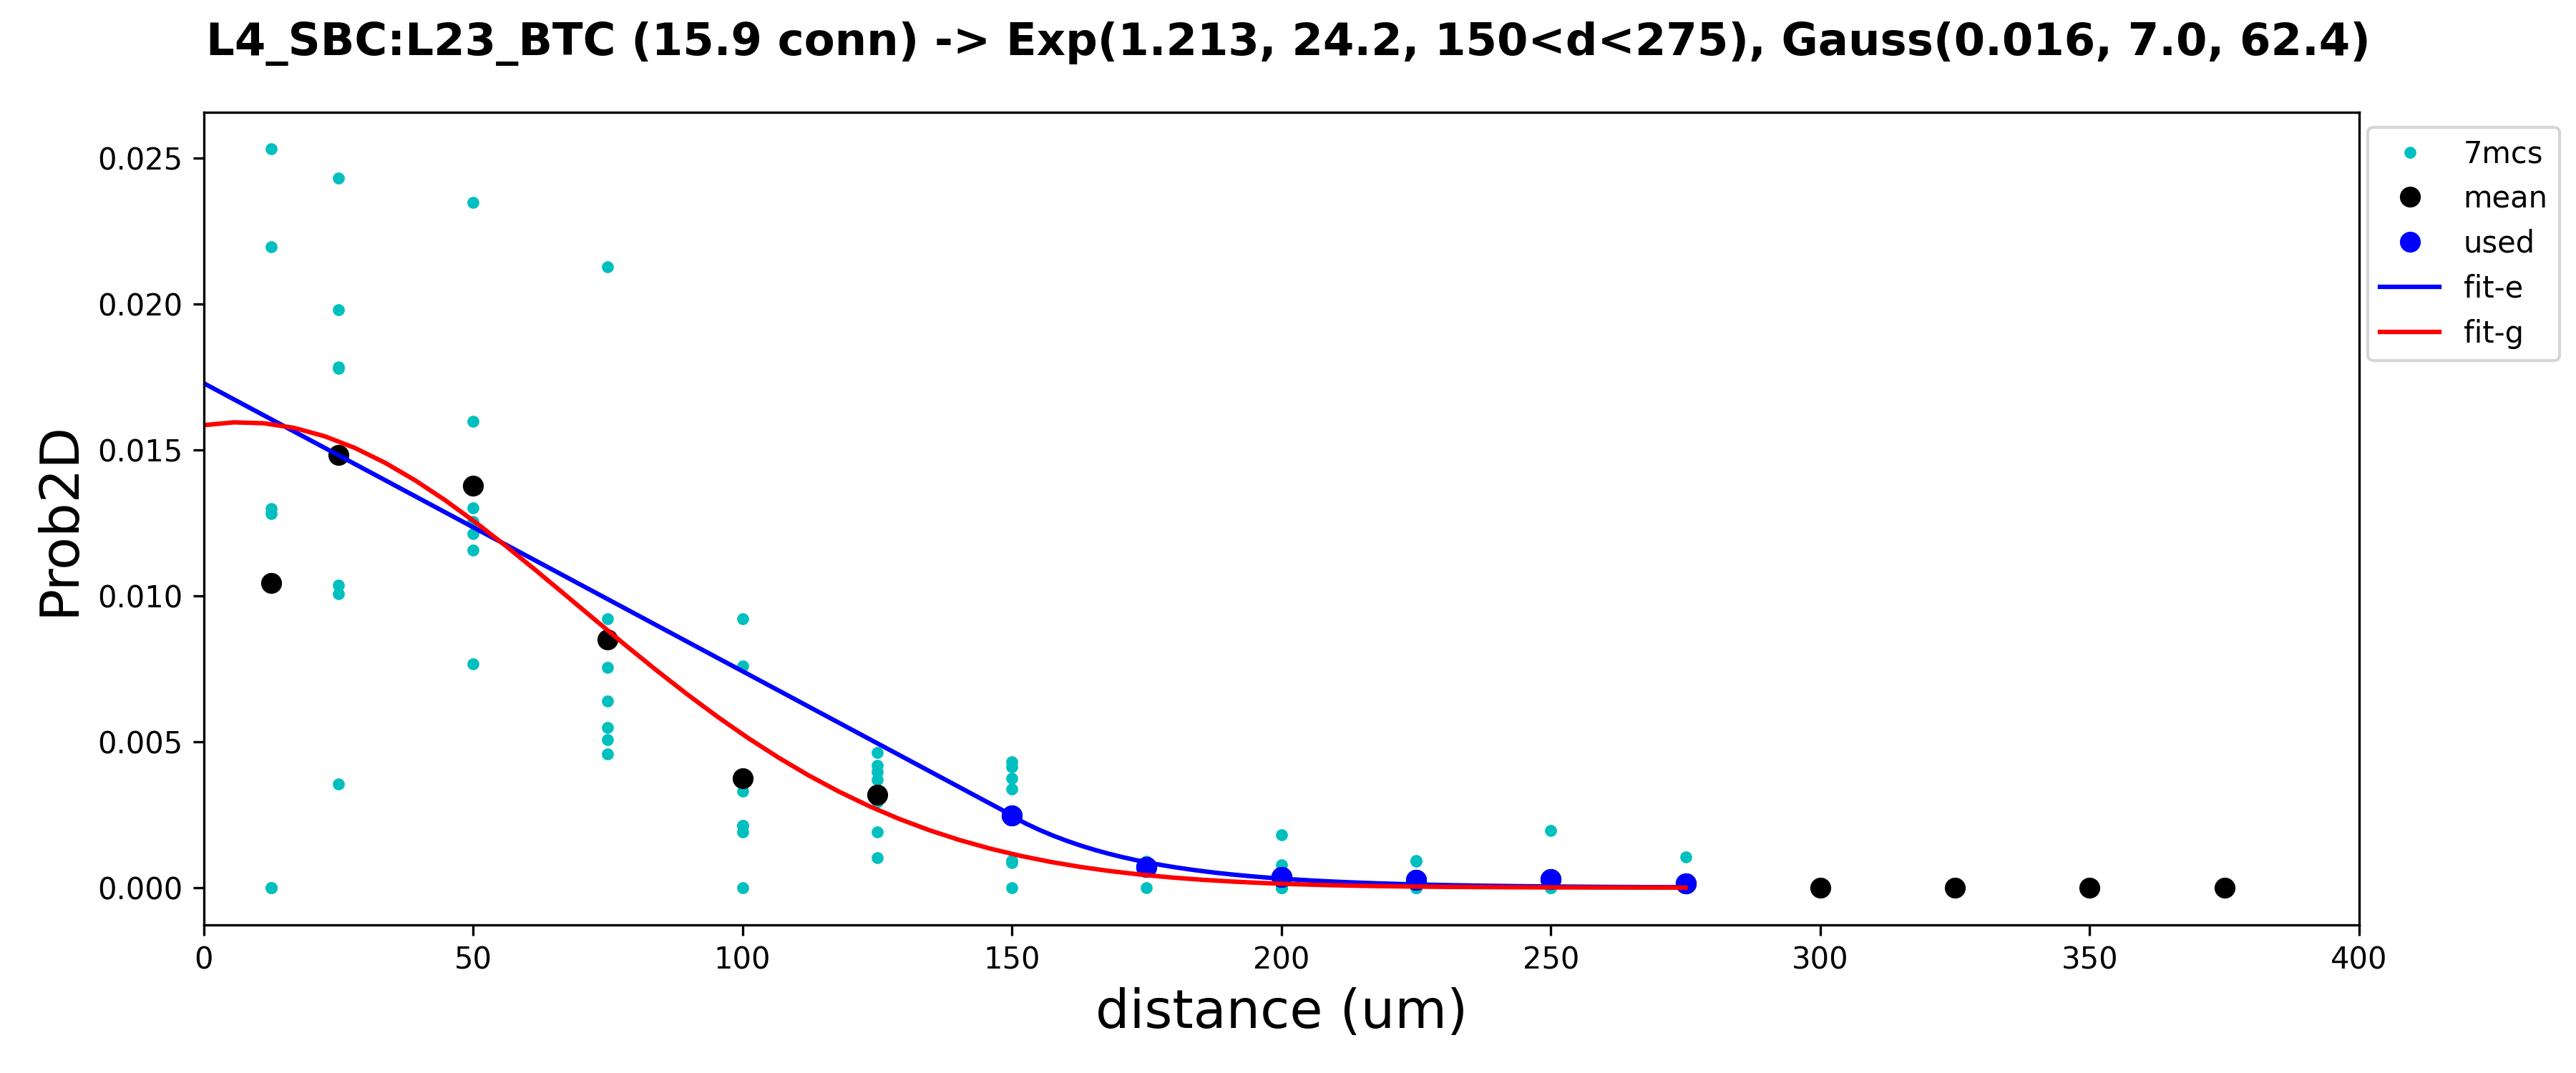 L4_SBC:L23_BTC (15.9 conn) -> Exp(1.213, 24.2, 150<d<275), Gauss(0.016, 7.0, 62.4)
0.025
0.020
0.015
0.010
0.005
0.000
Prob2D
0 50 100 150 200 250 300 350 400
distance (um)
7mcs
mean
used
fit-e
fit-g